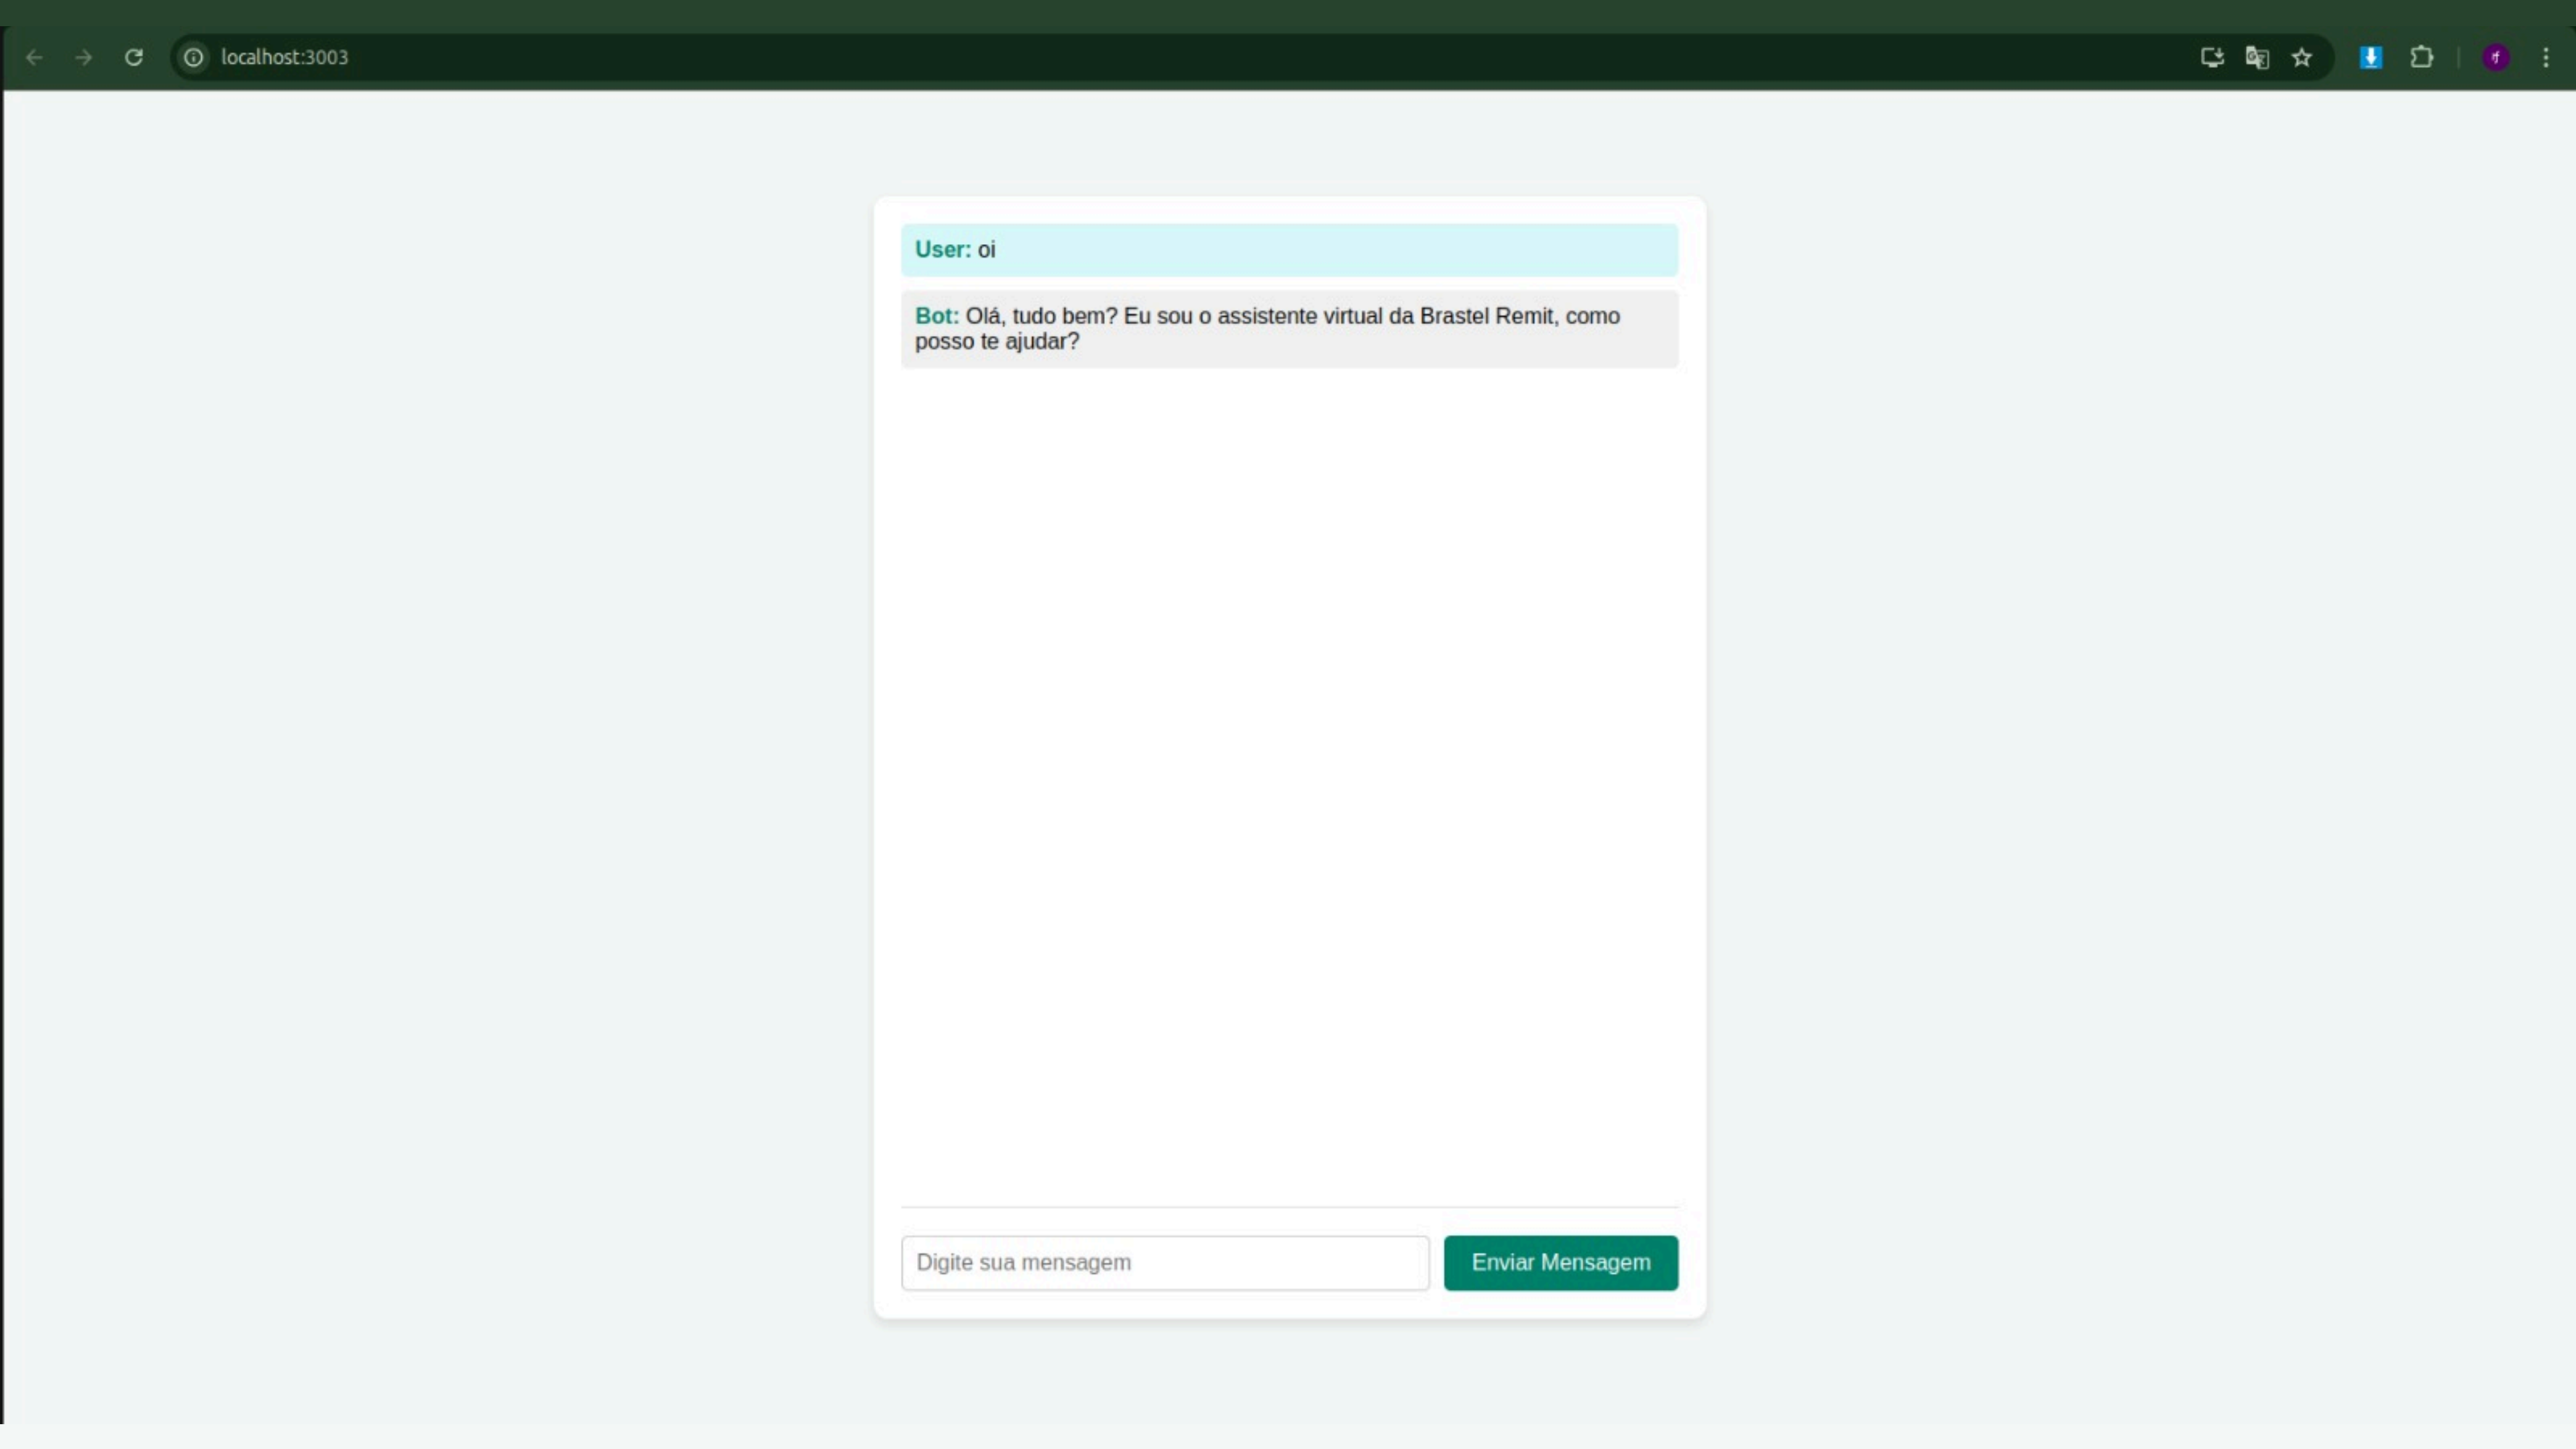 localhost:3003
User: oi
Bot: Olá, tudo bem? Eu sou o assistente virtual da Brastel Remit, como
posso te ajudar?
Digite sua mensagem
Enviar Mensagem